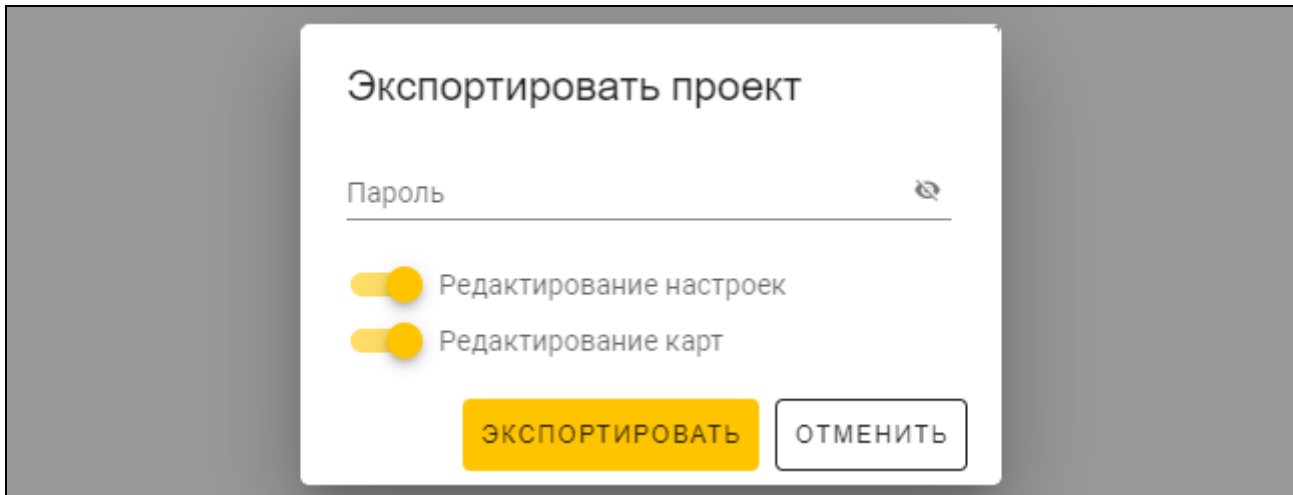 Экспортировать проект
Пароль
Редактирование настроек
Редактирование карт
ЭКСПОРТИРОВАТЬ ОТМЕНИТЬ